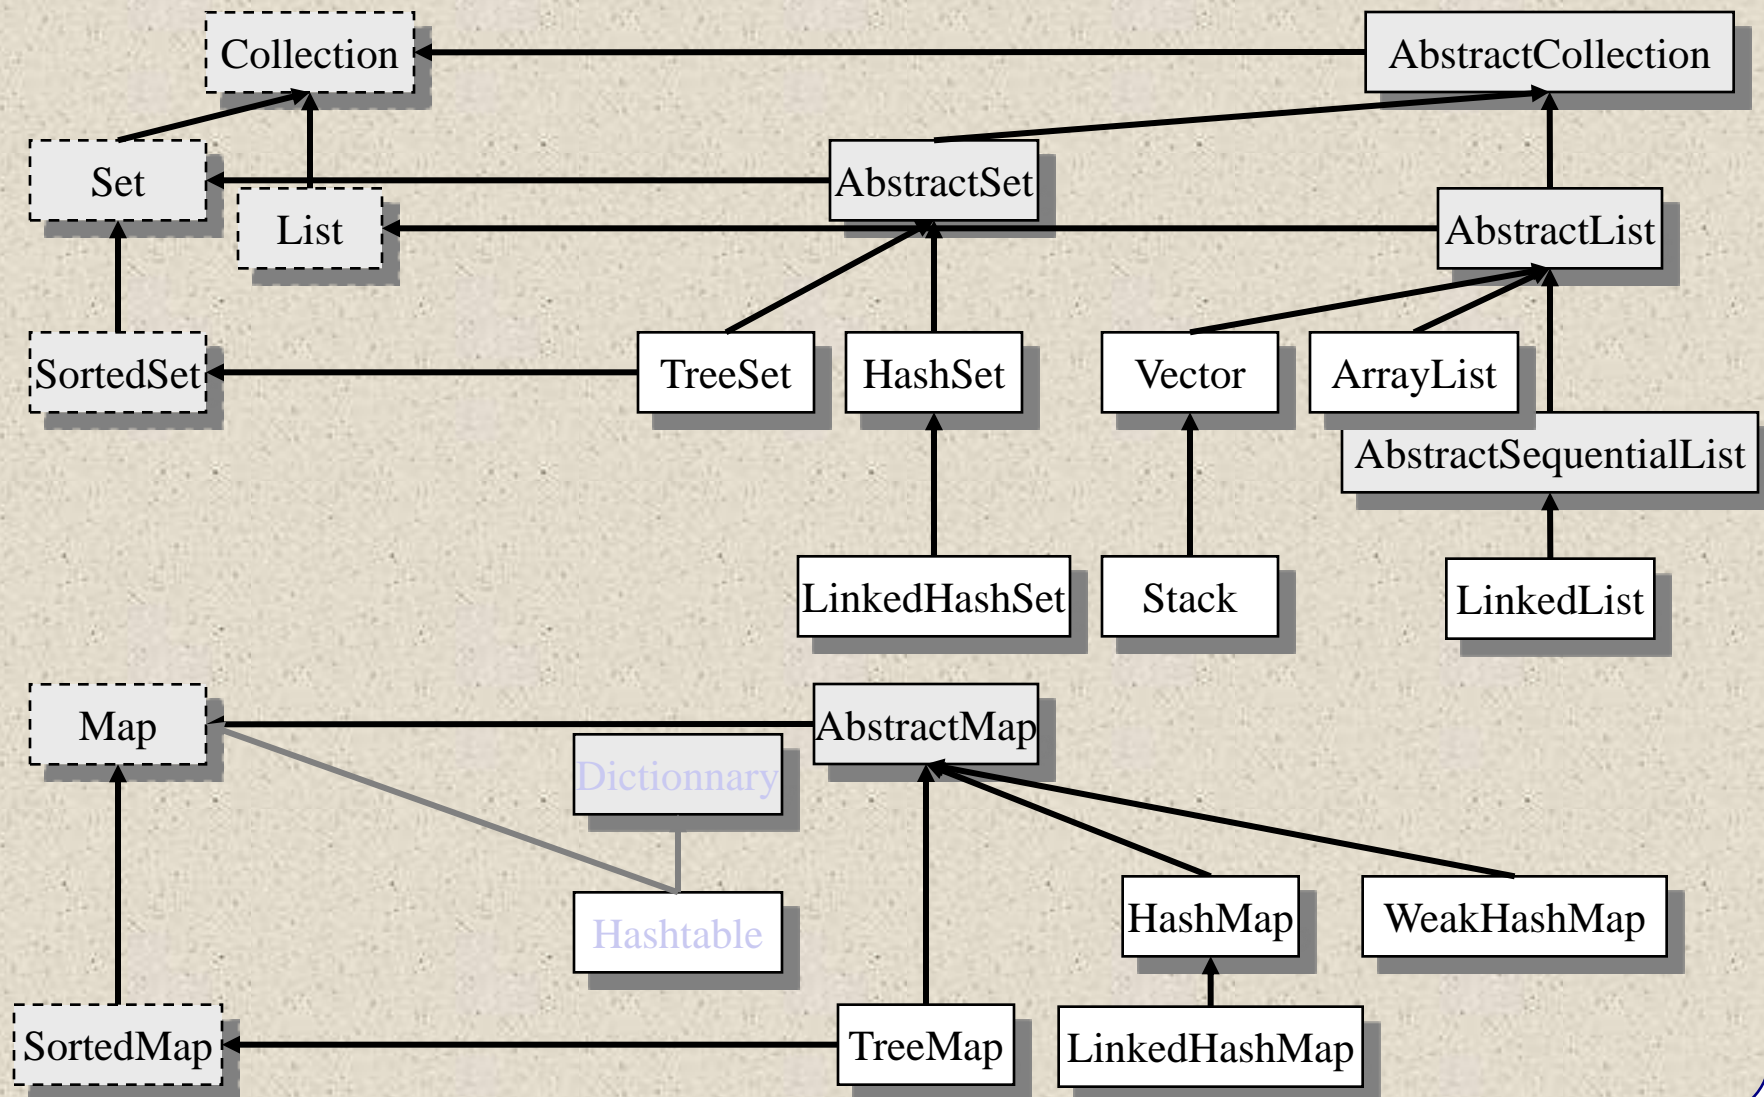 Collection
AbstractCollection
Set
AbstractSet
List
AbstractList
SortedSet
TreeSet
HashSet
Vector
ArrayList
AbstractSequentialList
LinkedHashSet
Stack
LinkedList
Map
AbstractMap
Dictionnary
HashMap
WeakHashMap
Hashtable
SortedMap
TreeMap
LinkedHashMap